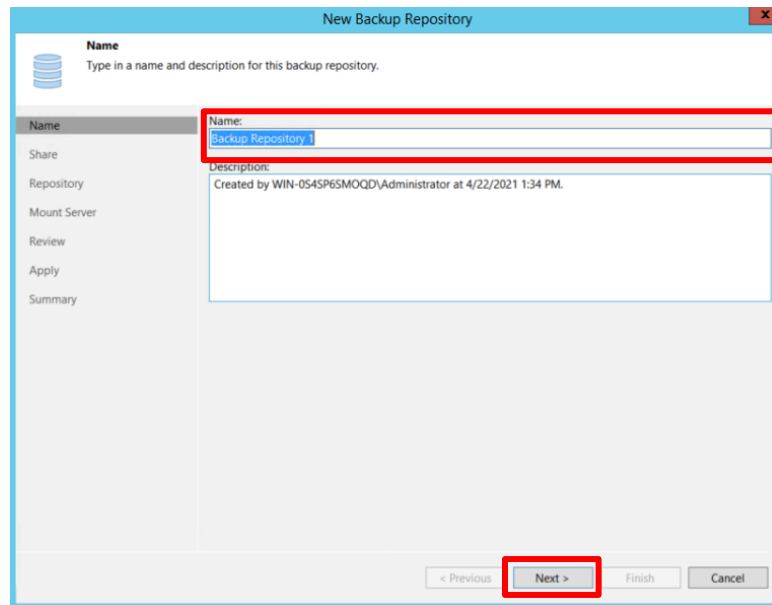 New Backup Repository
x
Name
Type in a name and description for this backup repository.
Name
Share
Repository
Mount Server
Review
Apply
Summary
Name:
Backup Repository 1
Description:
Created by WIN-0S4SP6SMOQD\Administrator at 4/22/2021 1:34 PM.
< Previous
Next >
Finish
Cancel